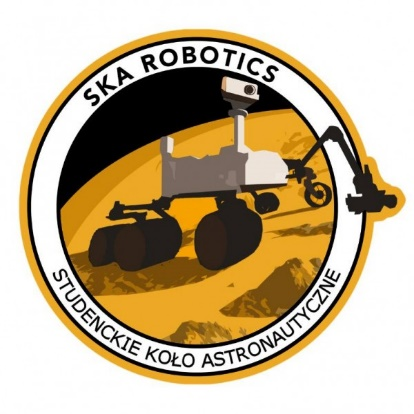 SKA ROBOTICS
STUDENCKIE KOŁO ASTRONAUTYCZNE